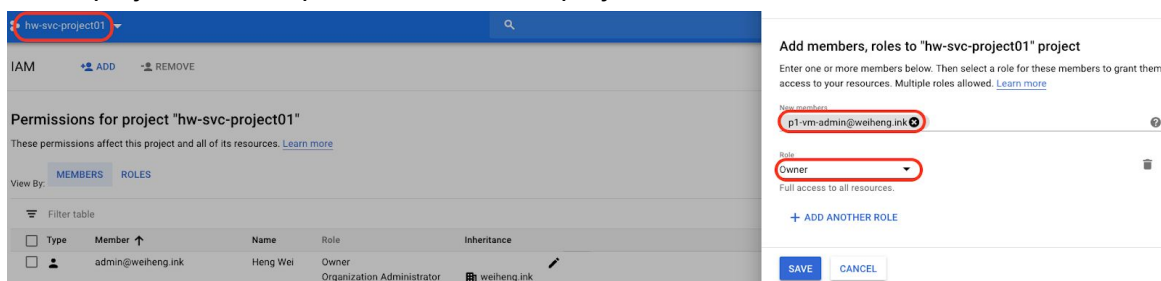 hw-svc-project01
IAM
ADD
REMOVE
Permissions for project "hw-svc-project01"
These permissions affect this project and all of its resources. Learn more
View By: MEMBERS ROLES
Filter table
Type Member Name Role Inheritance
admin@weiheng.ink Heng Wei Owner
Organization Administrator weiheng.ink
Add members, roles to "hw-svc-project01" project
Enter one or more members below. Then select a role for these members to grant them
access to your resources. Multiple roles allowed. Learn more
New members
p1-vm-admin@weiheng.ink
Role
Owner
Full access to all resources.
+ ADD ANOTHER ROLE
SAVE CANCEL